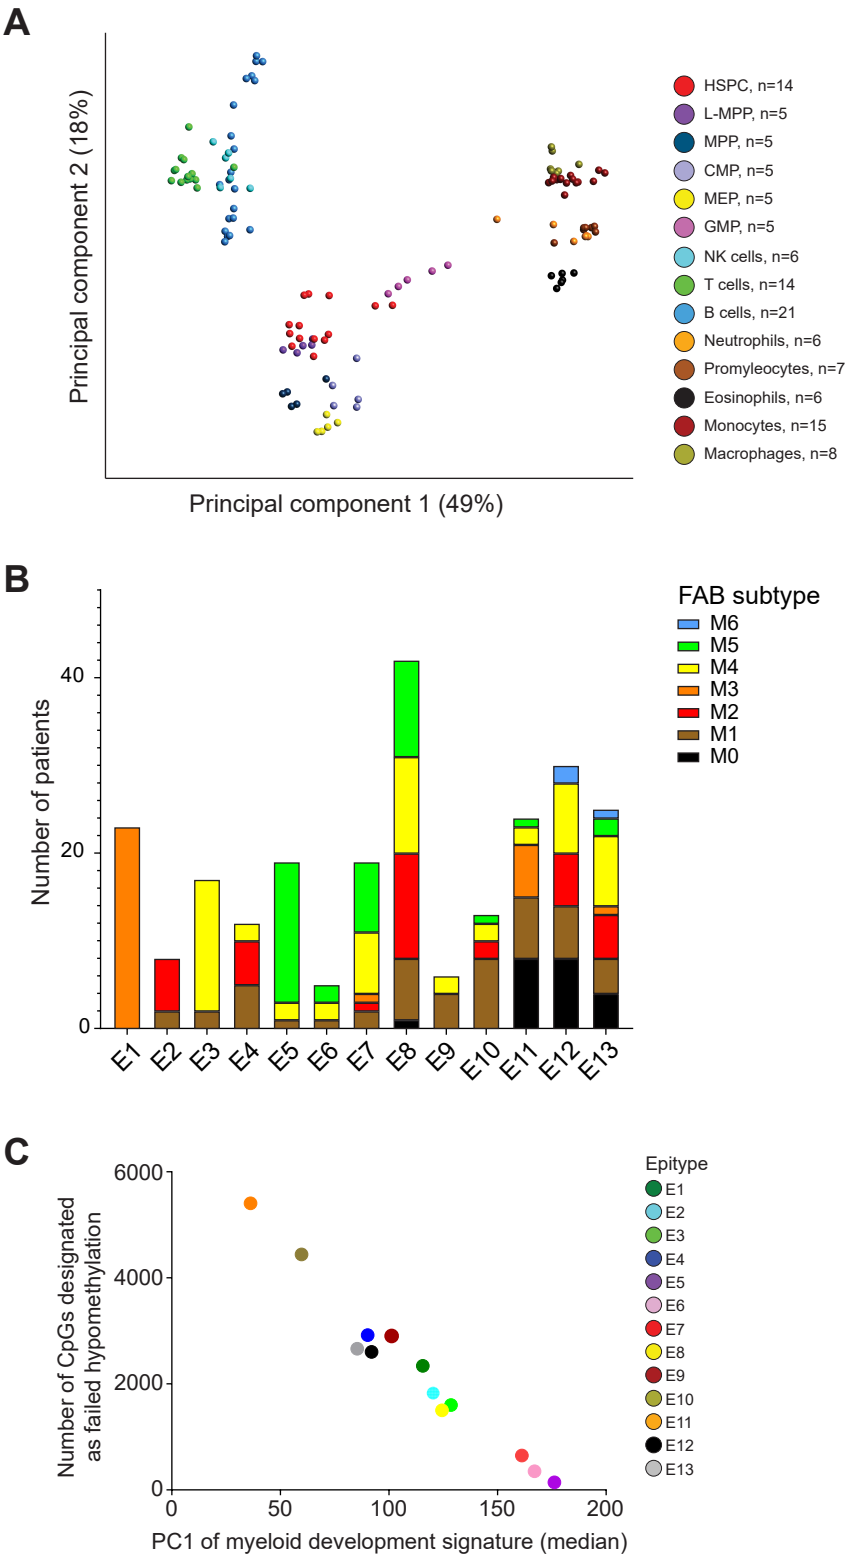 A
Principal component 2 (18%)
Principal component 1 (49%)
HSPC, n=14
L-MPP, n=5
MPP, n=5
CMP, n=5
MEP, n=5
GMP, n=5
NK cells, n=6
T cells, n=14
B cells, n=21
Neutrophils, n=6
Promyleocytes, n=7
Eosinophils, n=6
Monocytes, n=15
Macrophages, n=8
B
Number of patients
40
20
0
E1 E2 E3 E4 E5 E6 E7 E8 E9 E10 E11 E12 E13
FAB subtype
M6
M5
M4
M3
M2
M1
M0
C
Number of CpGs designated
as failed hypomethylation
6000
4000
2000
0
0 50 100 150 200
PC1 of myeloid development signature (median)
Epitype
E1
E2
E3
E4
E5
E6
E7
E8
E9
E10
E11
E12
E13